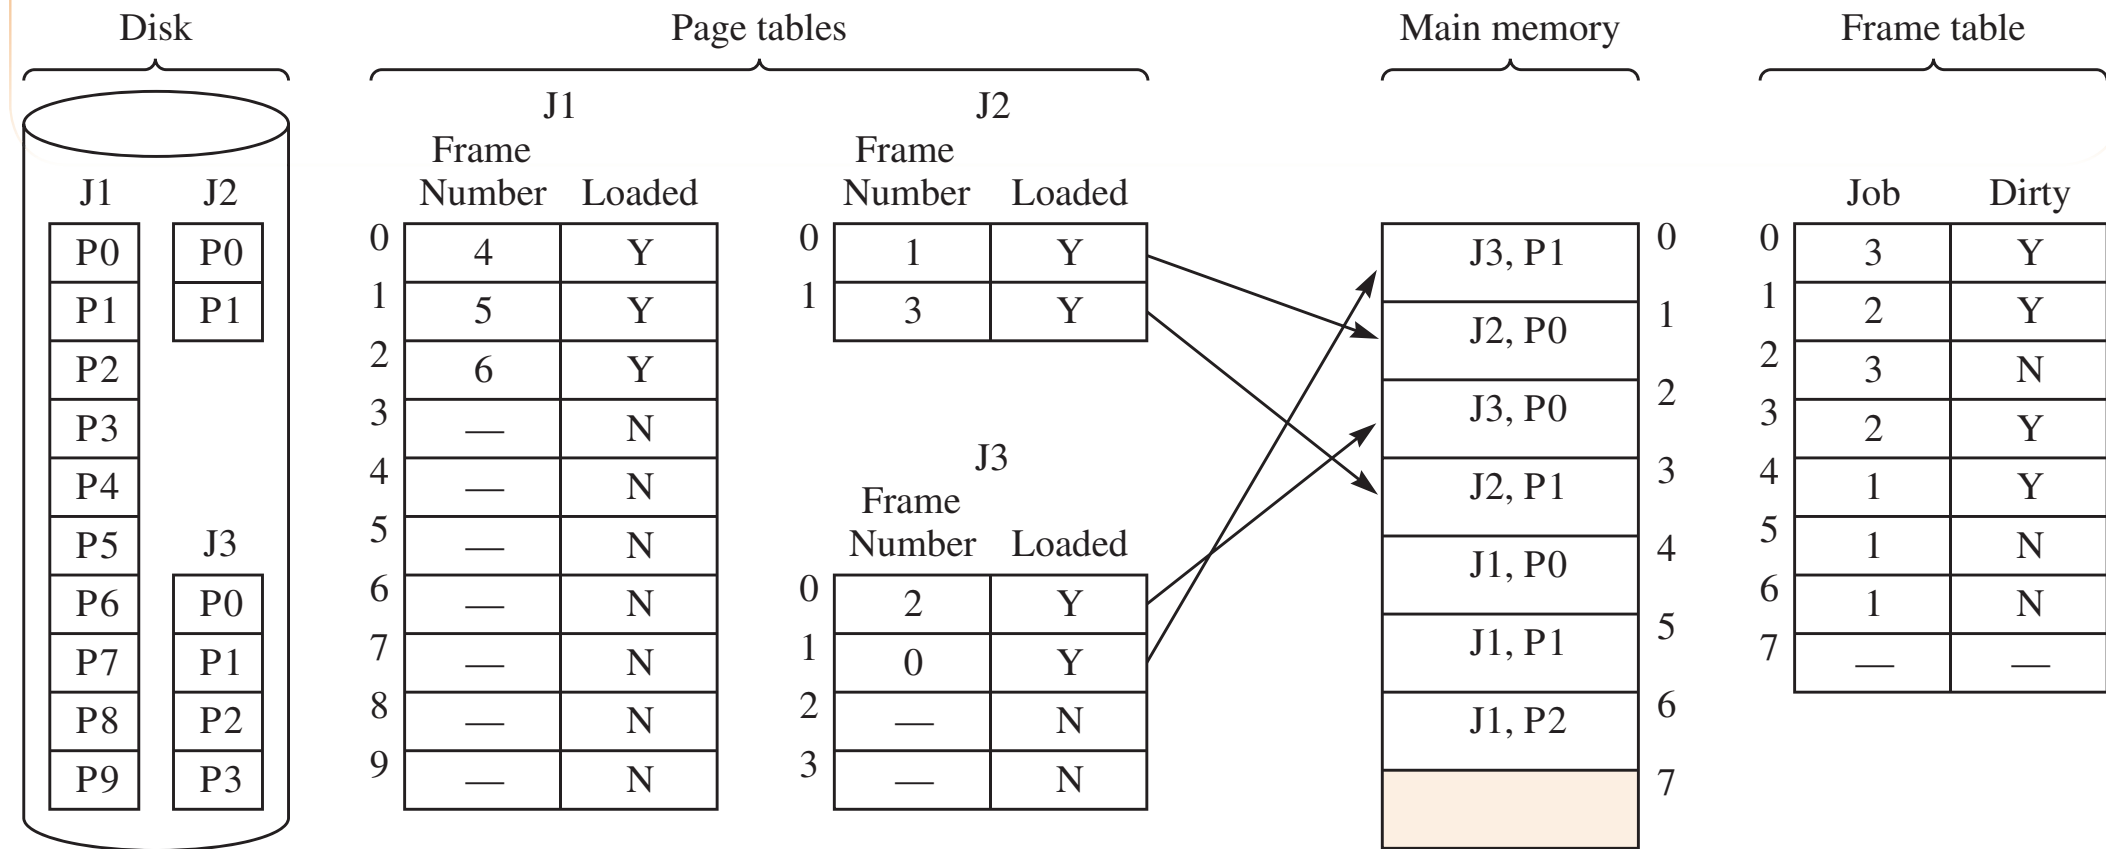 Disk Page tables Main memory Frame table
J1 J2
Frame Frame
J1 J2 Number Loaded Number Loaded Job Dirty
0 4 Y 0 1 Y J3, P1 0 0 3 Y
P0 P0
1 5 Y 1 3 Y J2, P0 1 1 2 Y
P1 P1
2 6 Y J3, P0 2 2 3 N
P2
3 — N J2, P1 3 3 2 Y
P3
J3
4 — N J1, P0 4 4 1 Y
P4
Frame
5 — N J1, P1 5 5 1 N
P5 J3 Number Loaded
6 — N 0 2 Y J1, P2 6 6 1 N
P6 P0
7 — N 1 0 Y 7 7 — —
P7 P1
8 — N 2 — N
P8 P2
9 — N 3 — N
P9 P3